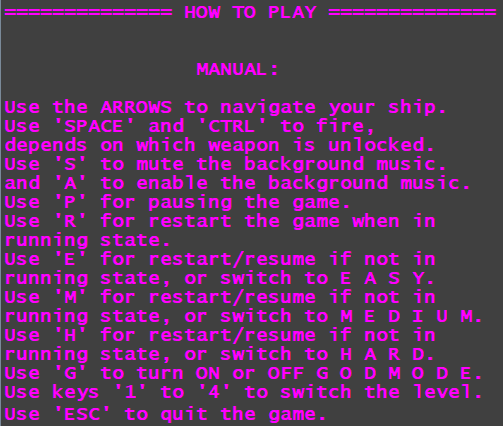 ============== HOW TO PLAY ==============
MANUAL:
Use the ARROWS to navigate your ship.
Use 'SPACE' and 'CTRL' to fire,
depends on which weapon is unlocked.
Use 'S' to mute the background music.
and 'A' to enable the background music.
Use 'P' for pausing the game.
Use 'R' for restart the game when in
running state.
Use 'E' for restart/resume if not in
running state, or switch to E A S Y.
Use 'M' for restart/resume if not in
running state, or switch to M E D I U M.
Use 'H' for restart/resume if not in
running state, or switch to H A R D.
Use 'G' to turn ON or OFF G O D M O D E.
Use keys '1' to '4' to switch the level.
Use 'ESC' to quit the game.